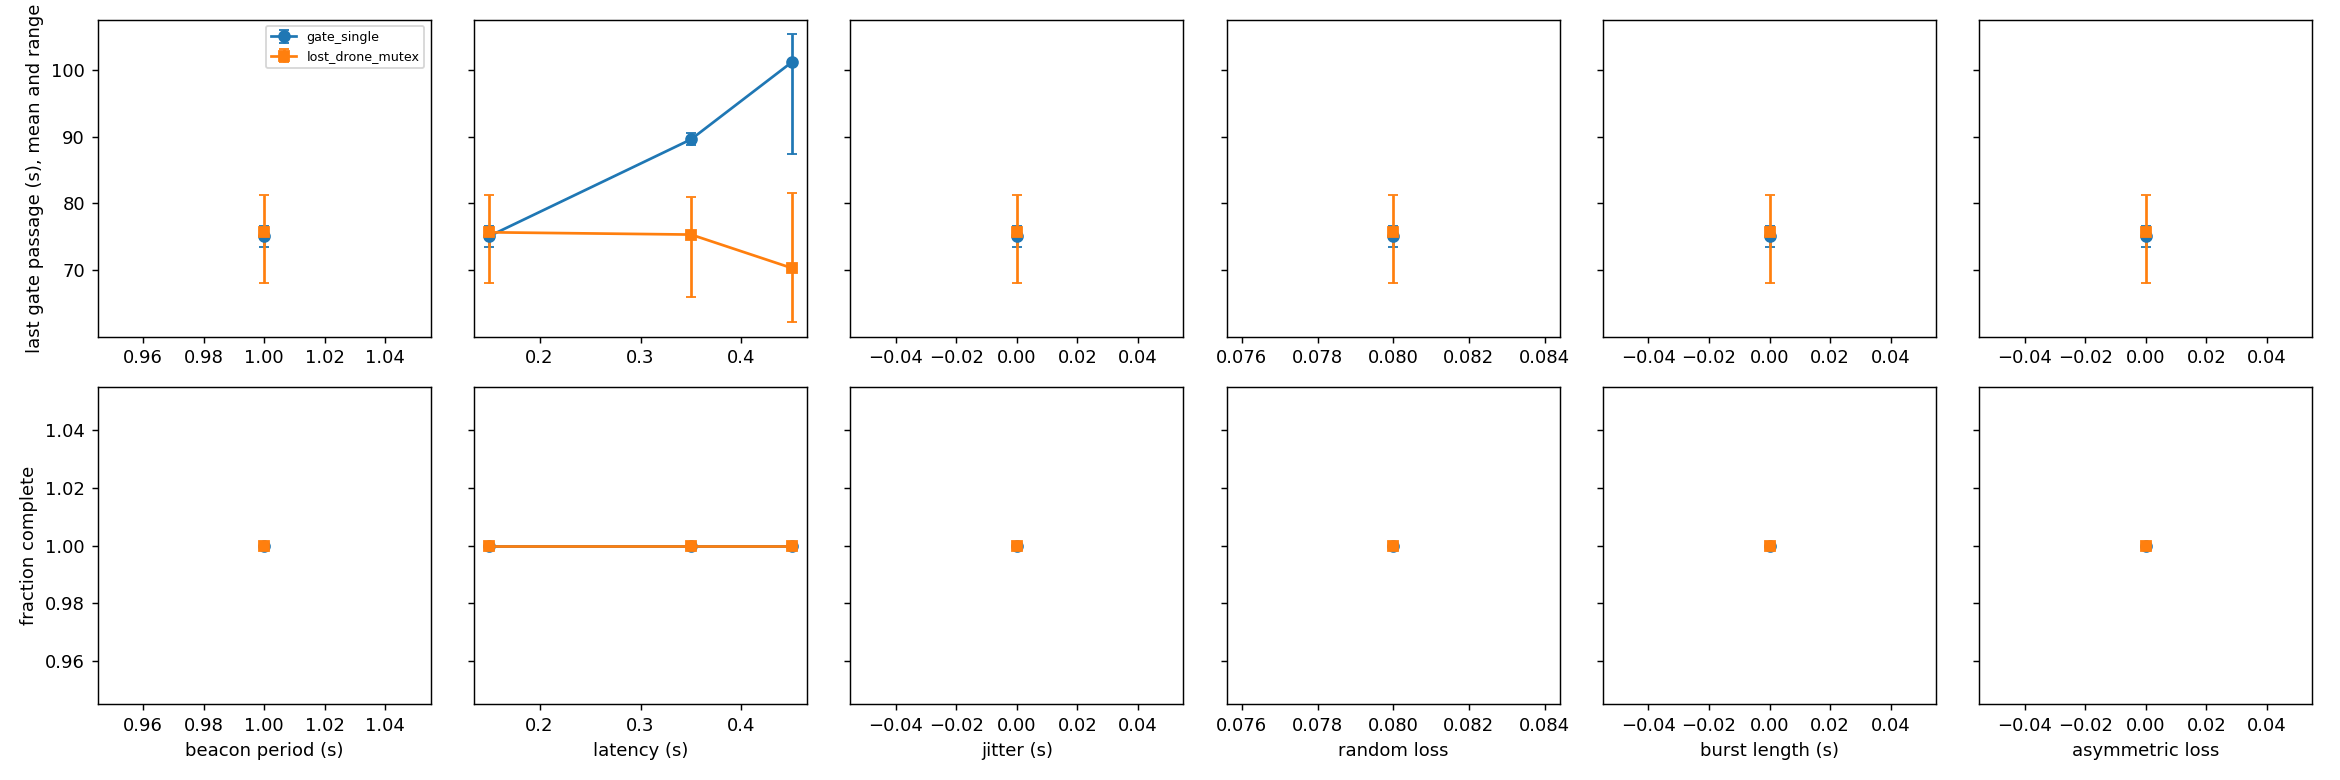 last gate passage (s), mean and range
100
90
80
70
gate_single
lost_drone_mutex
0.96 0.98 1.00 1.02 1.04
0.2 0.3 0.4
−0.04 −0.02 0.00 0.02 0.04
0.076 0.078 0.080 0.082 0.084
−0.04 −0.02 0.00 0.02 0.04
−0.04 −0.02 0.00 0.02 0.04
fraction complete
1.04
1.02
1.00
0.98
0.96
0.96 0.98 1.00 1.02 1.04
beacon period (s)
0.2 0.3 0.4
latency (s)
−0.04 −0.02 0.00 0.02 0.04
jitter (s)
0.076 0.078 0.080 0.082 0.084
random loss
−0.04 −0.02 0.00 0.02 0.04
burst length (s)
−0.04 −0.02 0.00 0.02 0.04
asymmetric loss